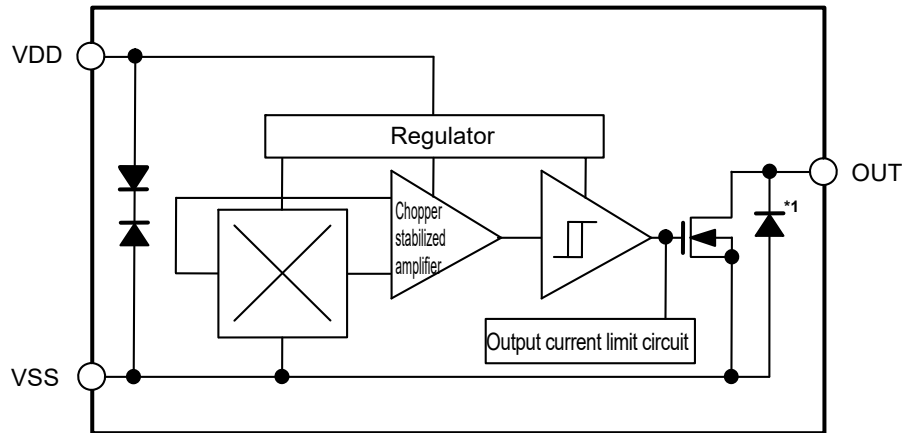 VDD
Regulator
OUT
*1
Chopper
stabilized
amplifier
Output current limit circuit
VSS